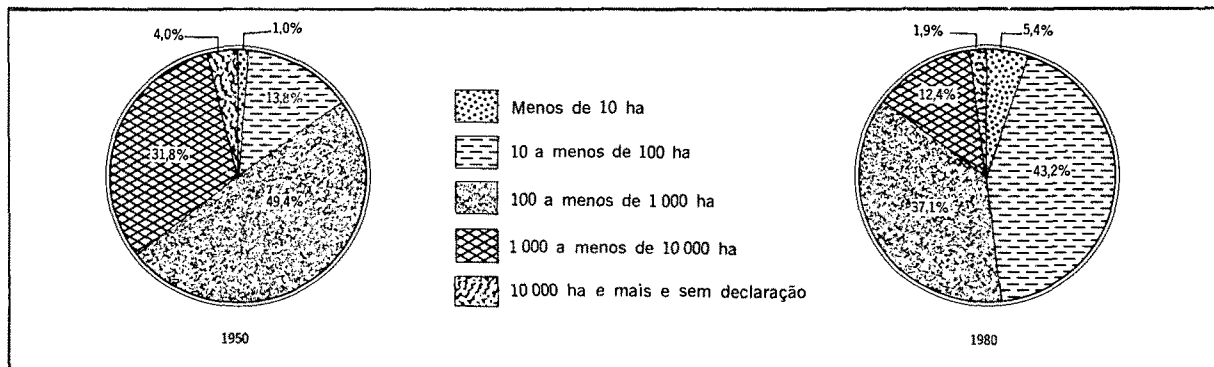 4,0%
1,0%
13,8%
31,8%
49,4%
1950
Menos de 10 ha
10 a menos de 100 ha
100 a menos de 1 000 ha
1 000 a menos de 10 000 ha
10 000 ha e mais e sem declaração
1,9%
5,4%
12,4%
43,2%
37,1%
1980